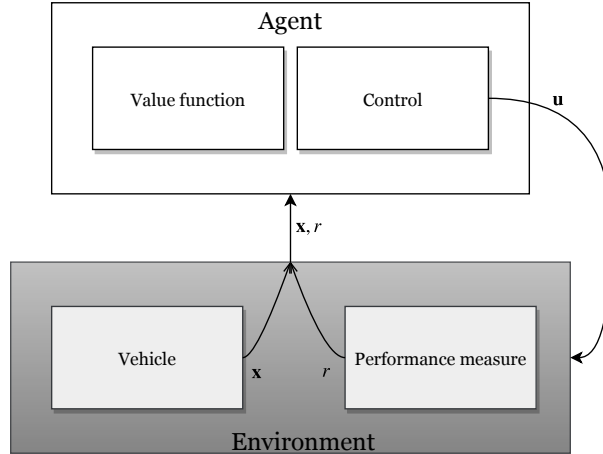 Agent
Value function
Control
u
x, r
Vehicle
x
r
Performance measure
Environment